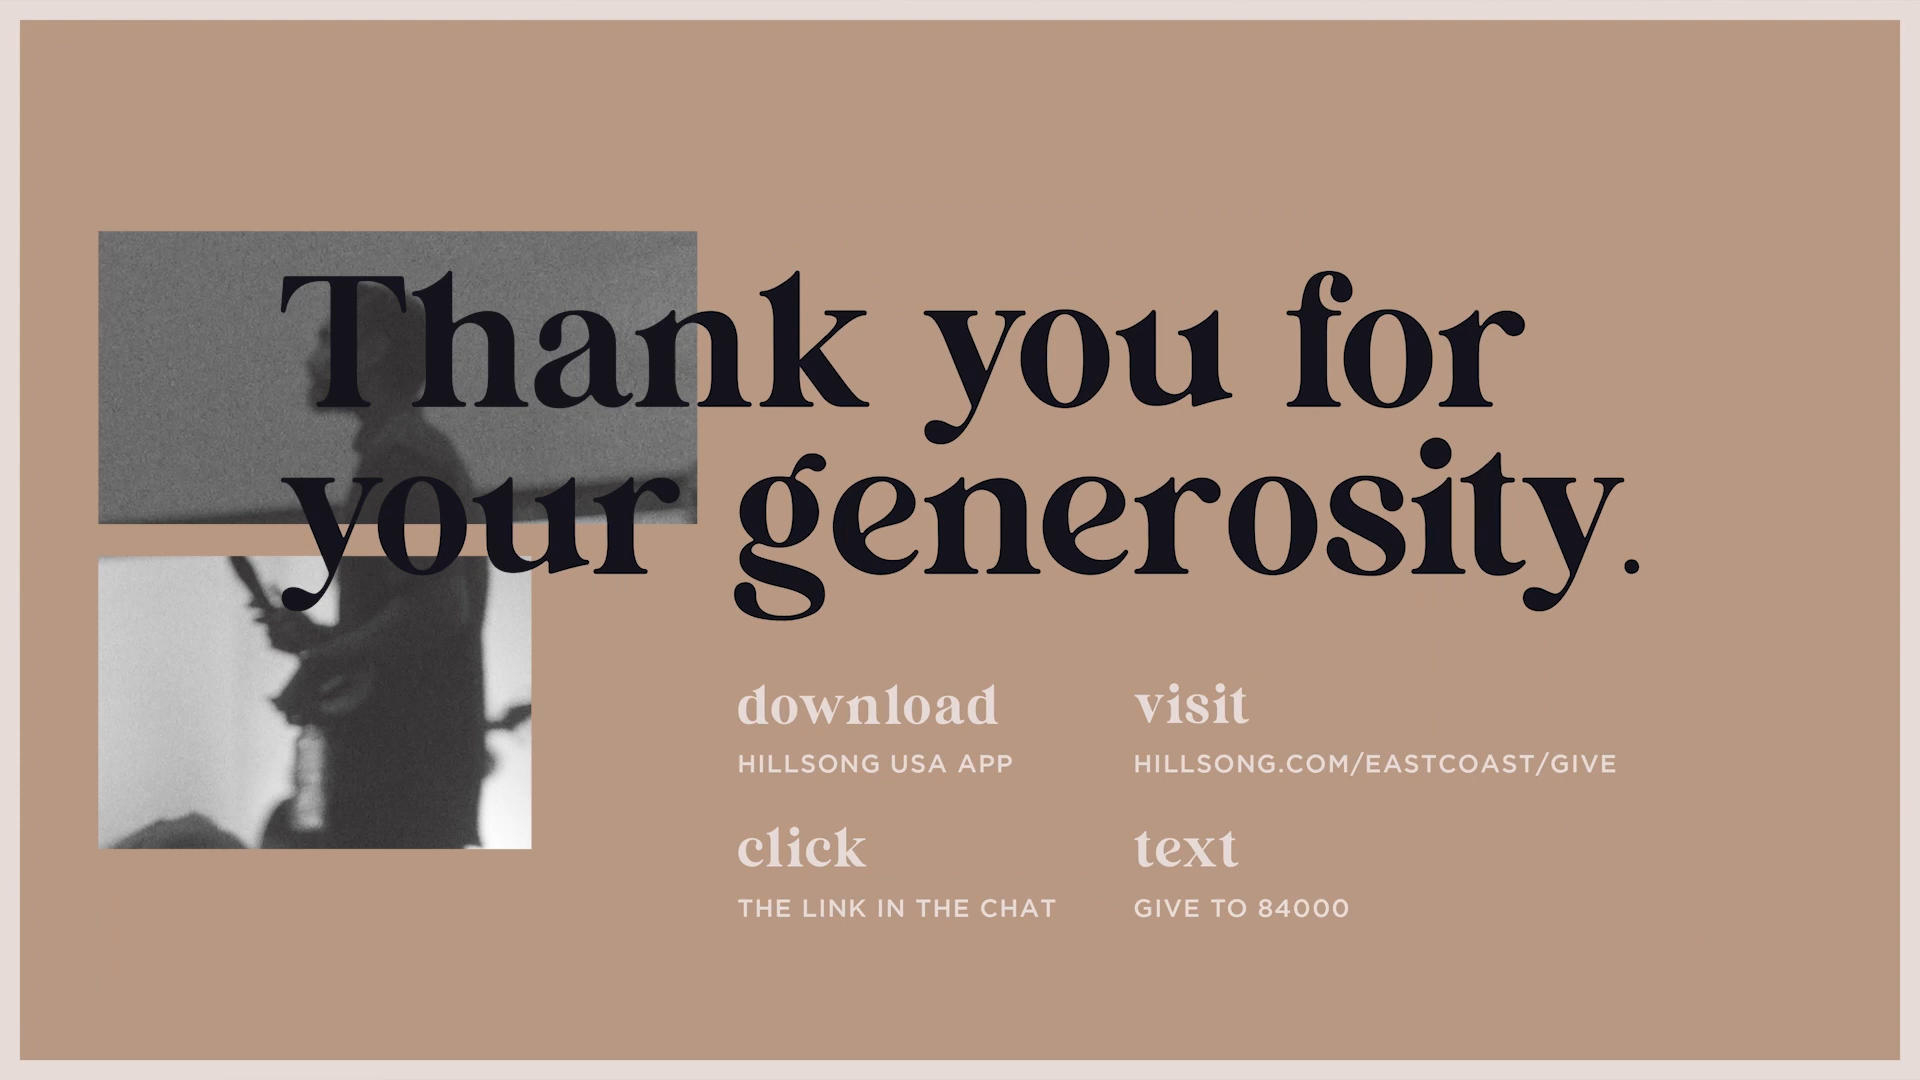 Thank you for
your generosity.
download
HILLSONG USA APP
visit
HILLSONG.COM/EASTCOAST/GIVE
click
THE LINK IN THE CHAT
text
GIVE TO 84000